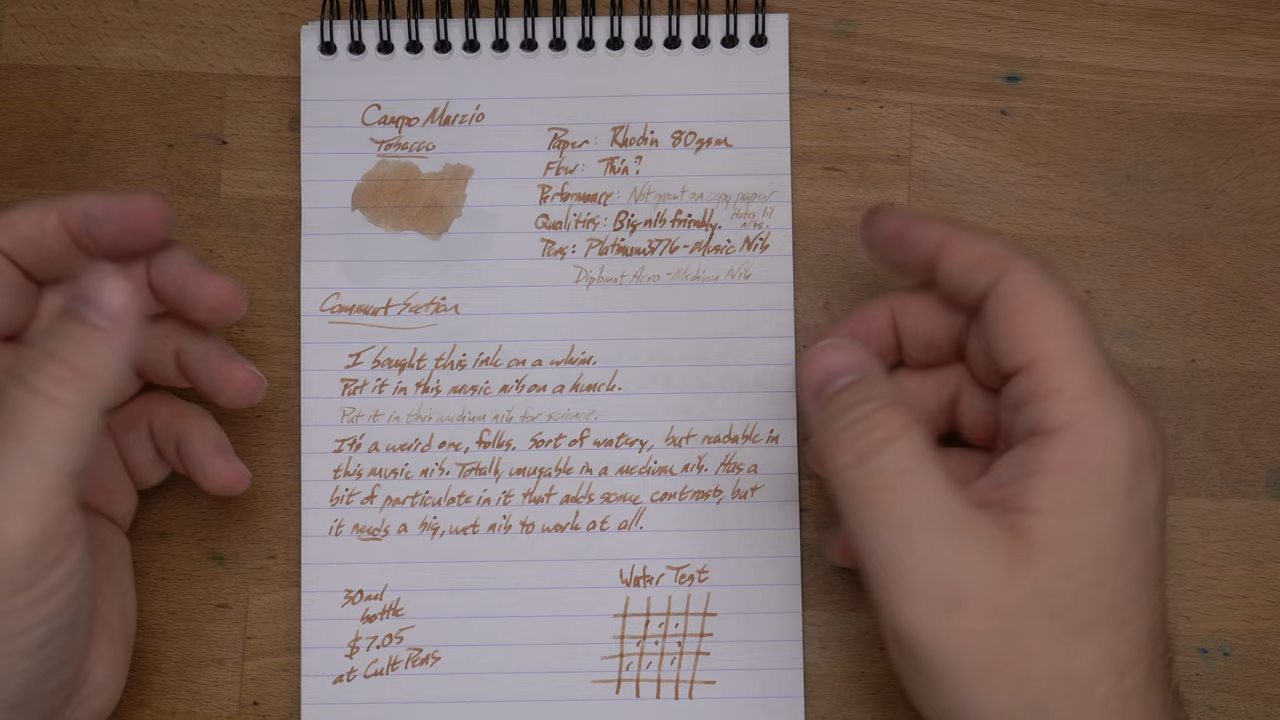 Campo Marzio
Tobacco
Paper: Rhodia 80gsm
Flow: Thin?
Performance: Not great on copy paper
Qualities: Big nib friendly. Hates lil nibs.
Pens: Platinum 3776 - Music Nib
Diplomat Aero - Medium Nib
Comment Section
I bought this ink on a whim.
Put it in this music nib on a hunch.
Put it in this medium nib for science.
It's a weird one, folks. Sort of watery, but readable in
this music nib. Totally unusable in a medium nib. Has a
bit of particulate in it that adds some contrast, but
it needs a big, wet nib to work at all.
30ml
bottle
$7.05
at Cult Pens
Water Test